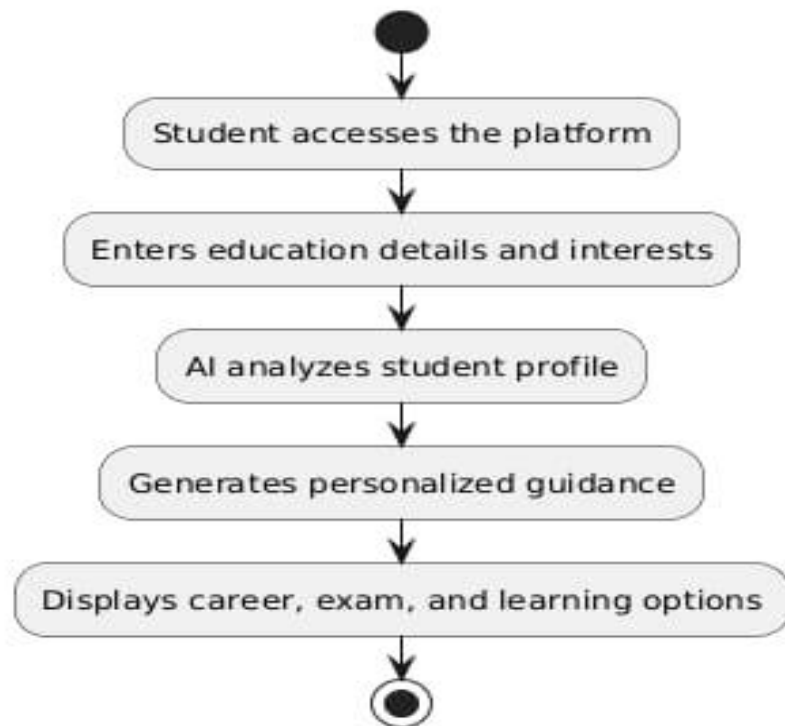 Student accesses the platform
Enters education details and interests
AI analyzes student profile
Generates personalized guidance
Displays career, exam, and learning options